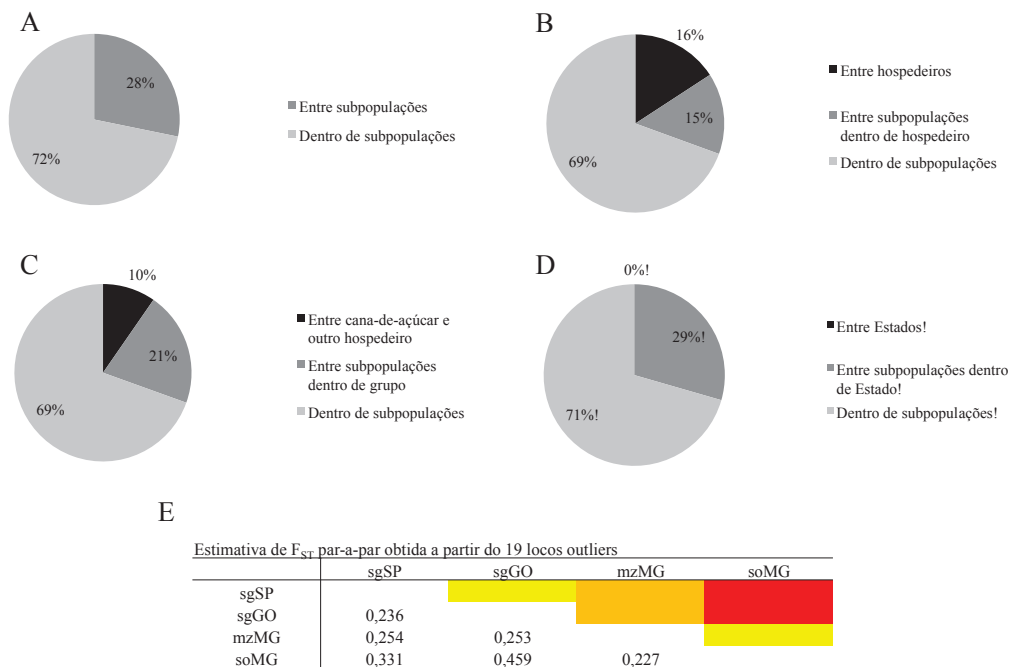 A
28%
72%
Entre subpopulações
Dentro de subpopulações
B
16%
15%
69%
Entre hospedeiros
Entre subpopulações
dentro de hospedeiro
Dentro de subpopulações
C
10%
21%
69%
Entre cana-de-açúcar e
outro hospedeiro
Entre subpopulações
dentro de grupo
Dentro de subpopulações
D
0%!
29%!
71%!
Entre Estados!
Entre subpopulações dentro
de Estado!
Dentro de subpopulações!
E
Estimativa de FST par-a-par obtida a partir do 19 locos outliers
sgSP sgGO mzMG soMG
sgSP
sgGO 0,236
mzMG 0,254 0,253
soMG 0,331 0,459 0,227